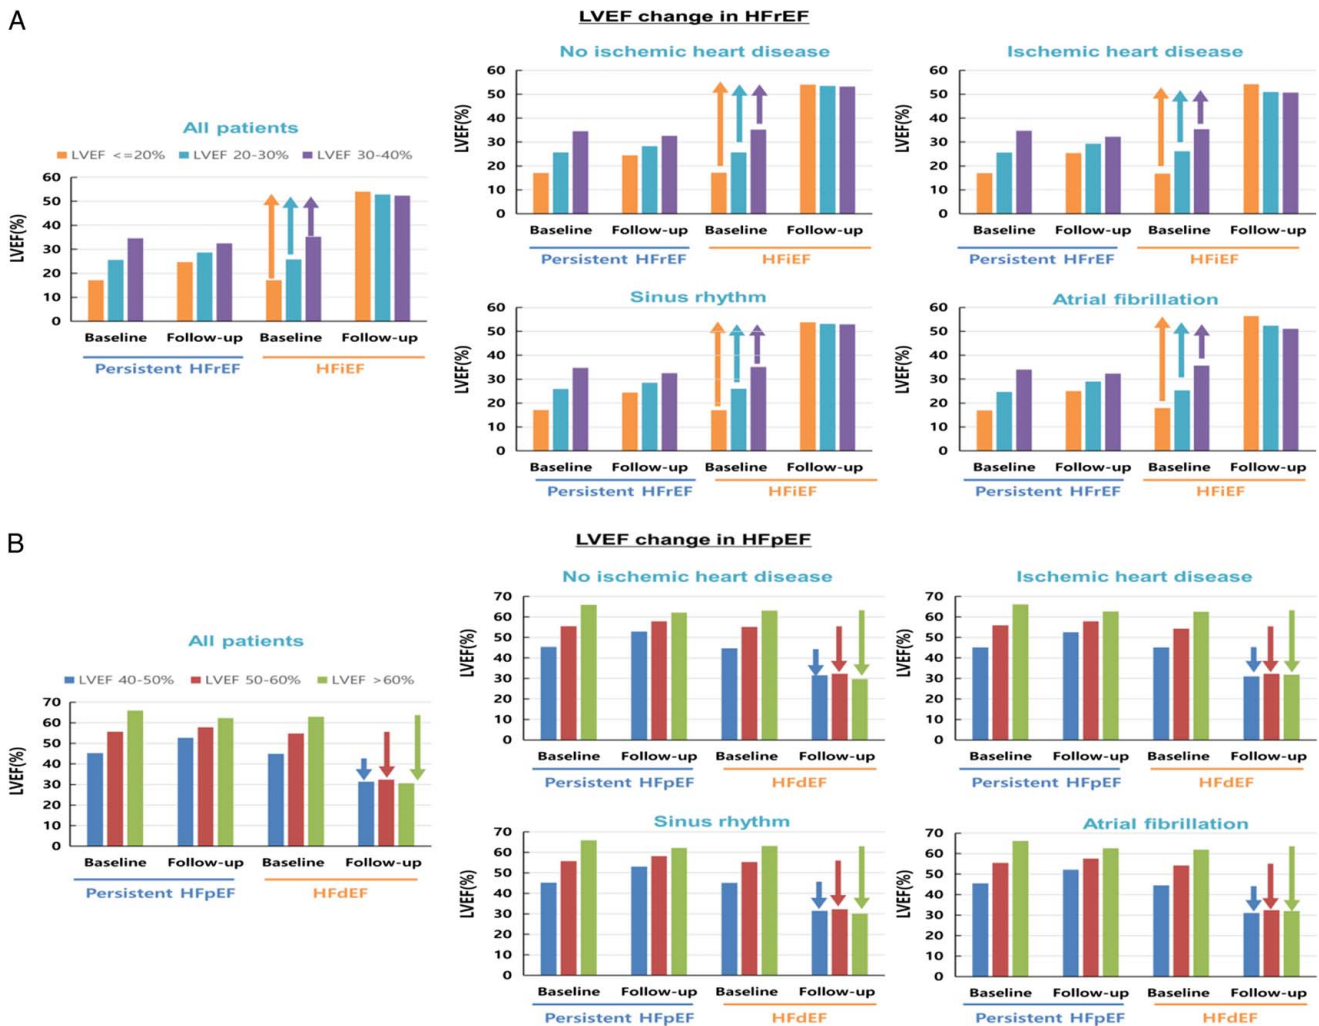 A
LVEF change in HFrEF
All patients
LVEF <=20% LVEF 20-30% LVEF 30-40%
LVEF(%)
60
50
40
30
20
10
0
Baseline Follow-up Baseline Follow-up
Persistent HFrEF HFiEF
No ischemic heart disease
LVEF(%)
60
50
40
30
20
10
0
Baseline Follow-up Baseline Follow-up
Persistent HFrEF HFiEF
Ischemic heart disease
LVEF(%)
60
50
40
30
20
10
0
Baseline Follow-up Baseline Follow-up
Persistent HFrEF HFiEF
Sinus rhythm
LVEF(%)
60
50
40
30
20
10
0
Baseline Follow-up Baseline Follow-up
Persistent HFrEF HFiEF
Atrial fibrillation
LVEF(%)
60
50
40
30
20
10
0
Baseline Follow-up Baseline Follow-up
Persistent HFrEF HFiEF
B
LVEF change in HFpEF
All patients
LVEF 40-50% LVEF 50-60% LVEF >60%
LVEF(%)
70
60
50
40
30
20
10
0
Baseline Follow-up Baseline Follow-up
Persistent HFpEF HFdEF
No ischemic heart disease
LVEF(%)
70
60
50
40
30
20
10
0
Baseline Follow-up Baseline Follow-up
Persistent HFpEF HFdEF
Ischemic heart disease
LVEF(%)
70
60
50
40
30
20
10
0
Baseline Follow-up Baseline Follow-up
Persistent HFpEF HFdEF
Sinus rhythm
LVEF(%)
70
60
50
40
30
20
10
0
Baseline Follow-up Baseline Follow-up
Persistent HFpEF HFdEF
Atrial fibrillation
LVEF(%)
70
60
50
40
30
20
10
0
Baseline Follow-up Baseline Follow-up
Persistent HFpEF HFdEF